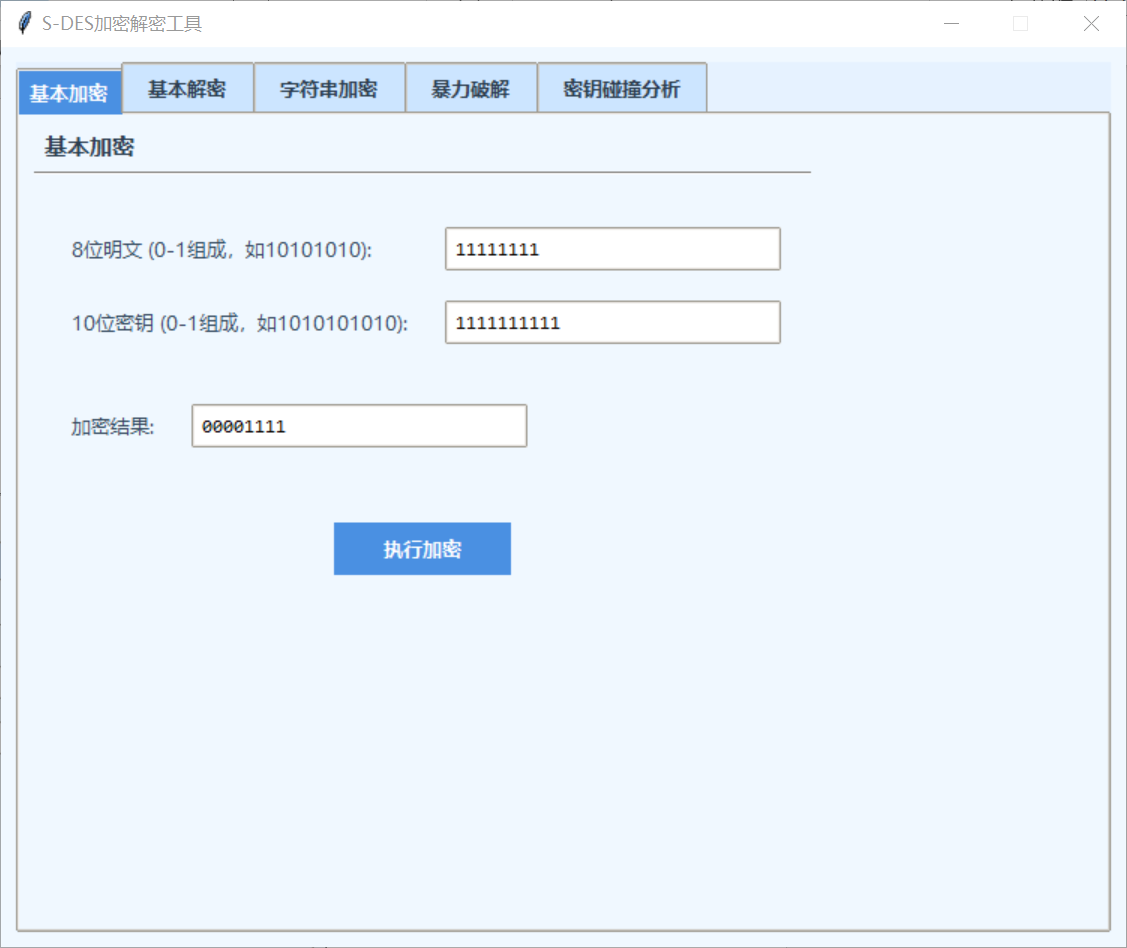 S-DES加密解密工具
基本加密 基本解密 字符串加密 暴力破解 密钥碰撞分析
基本加密
8位明文 (0-1组成，如10101010): 11111111
10位密钥 (0-1组成，如1010101010): 1111111111
加密结果: 00001111
执行加密